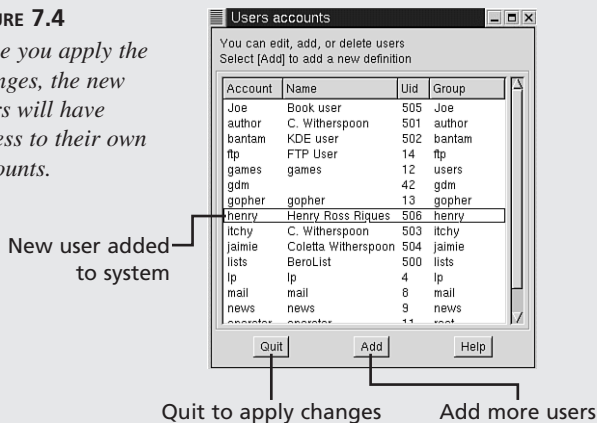 URE 7.4
e you apply the
nges, the new
rs will have
ess to their own
ounts.
Users accounts
You can edit, add, or delete users
Select [Add] to add a new definition
Account Name Uid Group
Joe Book user 505 Joe
author C. Witherspoon 501 author
bantam KDE user 502 bantam
ftp FTP User 14 ftp
games games 12 users
gdm 42 gdm
gopher gopher 13 gopher
henry Henry Ross Riques 506 henry
itchy C. Witherspoon 503 itchy
jaimie Coletta Witherspoon 504 jaimie
lists BeroList 500 lists
lp lp 4 lp
mail mail 8 mail
news news 9 news
operator operator 11 root
Quit Add Help
New user added
to system
Quit to apply changes
Add more users